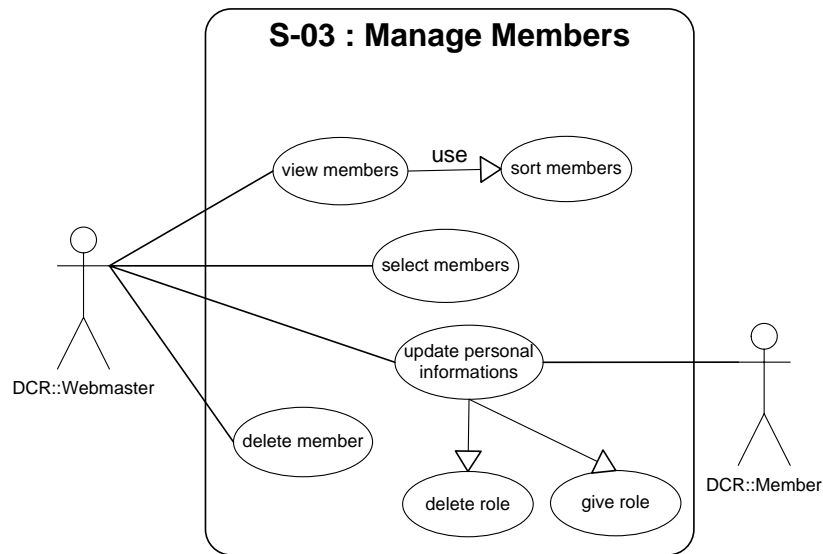 S-03 : Manage Members
view members
use
sort members
select members
update personal
informations
DCR::Webmaster
delete member
delete role
give role
DCR::Member